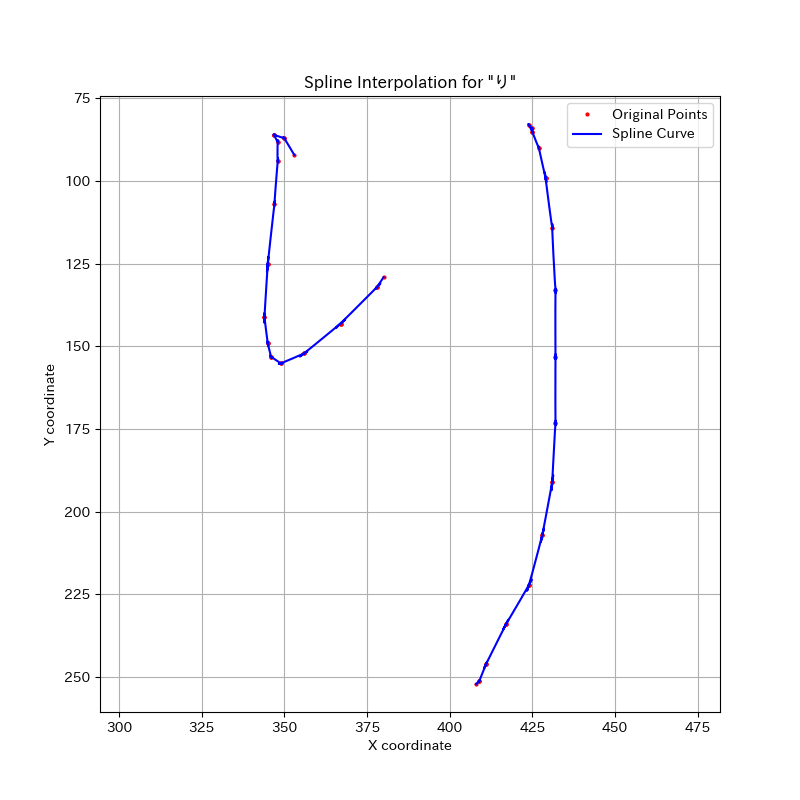 Spline Interpolation for "り"
Original Points
Spline Curve
75
100
125
150
175
200
225
250
Y coordinate
300 325 350 375 400 425 450 475
X coordinate